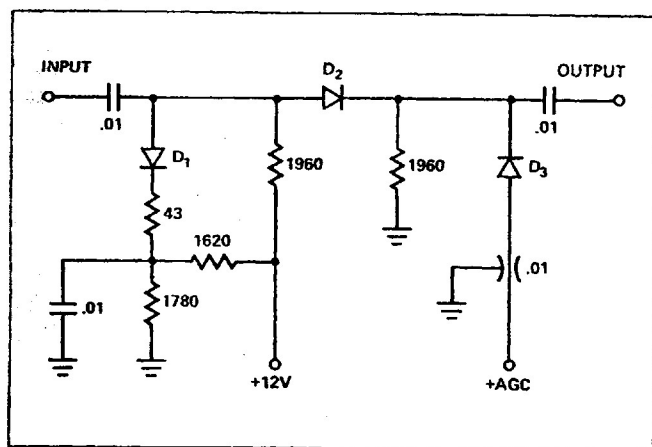 INPUT
D2
OUTPUT
.01
.01
D1
1960
1960
D3
43
1620
.01
.01
1780
+12V
+AGC